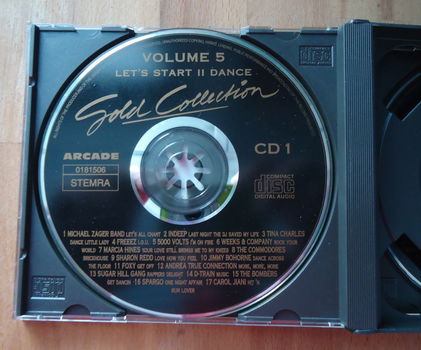 VOLUME 5
LET'S START II DANCE
Gold Collection
ARCADE
0181506
STEMRA
CD 1
COMPACT
disc
DIGITAL AUDIO
1 MICHAEL ZAGER BAND LET'S ALL CHANT 2 INDEEP LAST NIGHT THE DJ SAVED MY LIFE 3 TINA CHARLES
DANCE LITTLE LADY 4 FREEEZ I.O.U. 5 5000 VOLTS I'M ON FIRE 6 WEEKS & COMPANY ROCK YOUR
WORLD 7 MARCIA HINES YOUR LOVE STILL BRINGS ME TO MY KNEES 8 THE COMMODORES
BRICKHOUSE 9 SHARON REDD LOVE HOW YOU FEEL 10 JIMMY BOHORNE DANCE ACROSS
THE FLOOR 11 FOXY GET OFF 12 ANDREA TRUE CONNECTION MORE, MORE, MORE
13 SUGAR HILL GANG RAPPERS DELIGHT 14 D-TRAIN MUSIC 15 THE BOMBERS
GET DANCIN' 16 SPARGO ONE NIGHT AFFAIR 17 CAROL JIANI HIT 'N
RUN LOVER